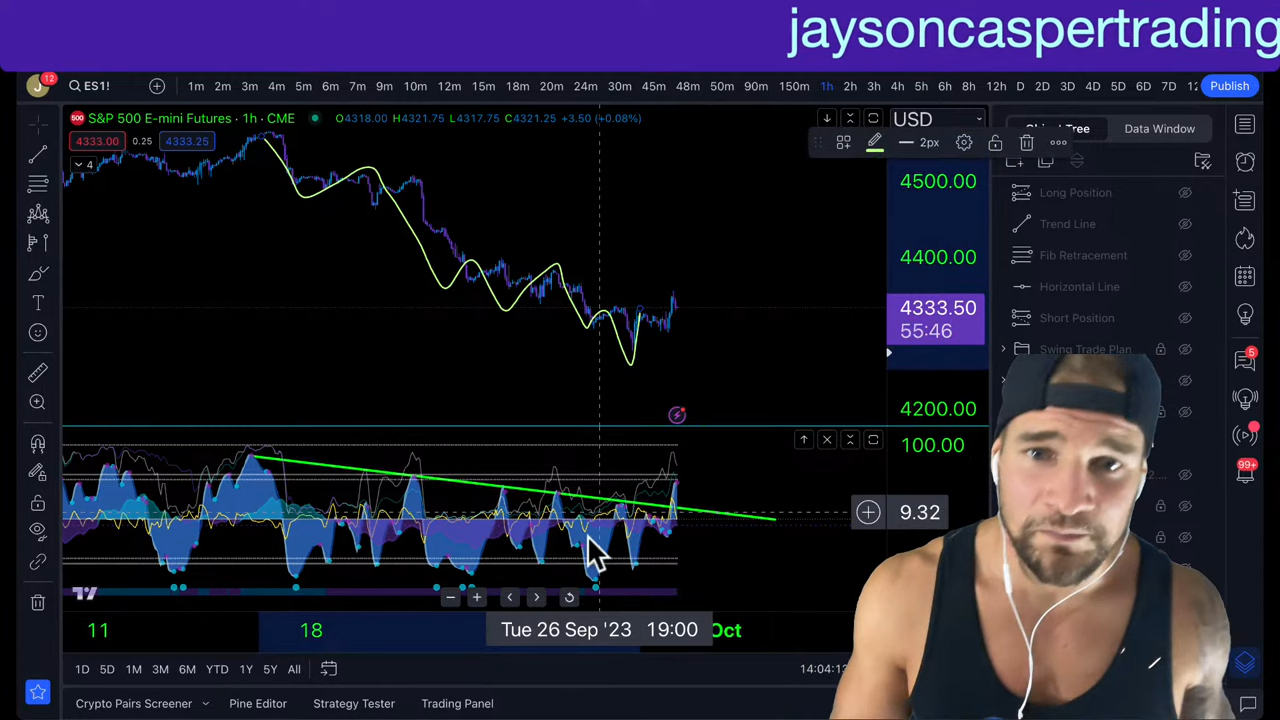 jaysoncaspertrading
J
12
ES1!
1m 2m 3m 4m 5m 6m 7m 9m 10m 12m 15m 18m 20m 24m 30m 45m 48m 50m 90m 150m 1h 2h 3h 4h 5h 6h 8h 12h D 2D 3D 4D 5D 6D 7D 12
Publish
500 S&P 500 E-mini Futures · 1h · CME O4318.00 H4321.75 L4317.75 C4321.25 +3.50 (+0.08%)
USD
Object Tree Data Window
4333.00 0.25 4333.25
2px
4
4500.00
Long Position
Trend Line
4400.00
Fib Retracement
Horizontal Line
4333.50
55:46
Short Position
Swing Trade Plan
5
4200.00
100.00
99+
9.32
11 18 Tue 26 Sep '23 19:00 Oct
1D 5D 1M 3M 6M YTD 1Y 5Y All 14:04:13
Crypto Pairs Screener Pine Editor Strategy Tester Trading Panel